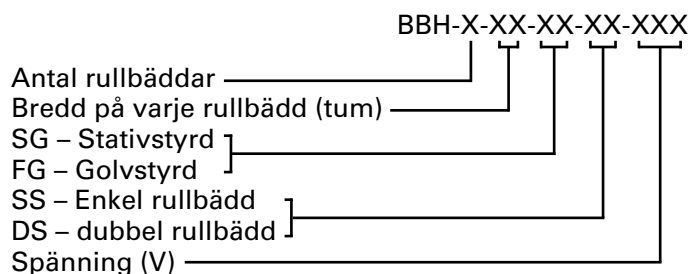 BBH-X-XX-XX-XX-XXX
Antal rullbäddar
Bredd på varje rullbädd (tum)
SG – Stativstyrd
FG – Golvstyrd
SS – Enkel rullbädd
DS – dubbel rullbädd
Spänning (V)